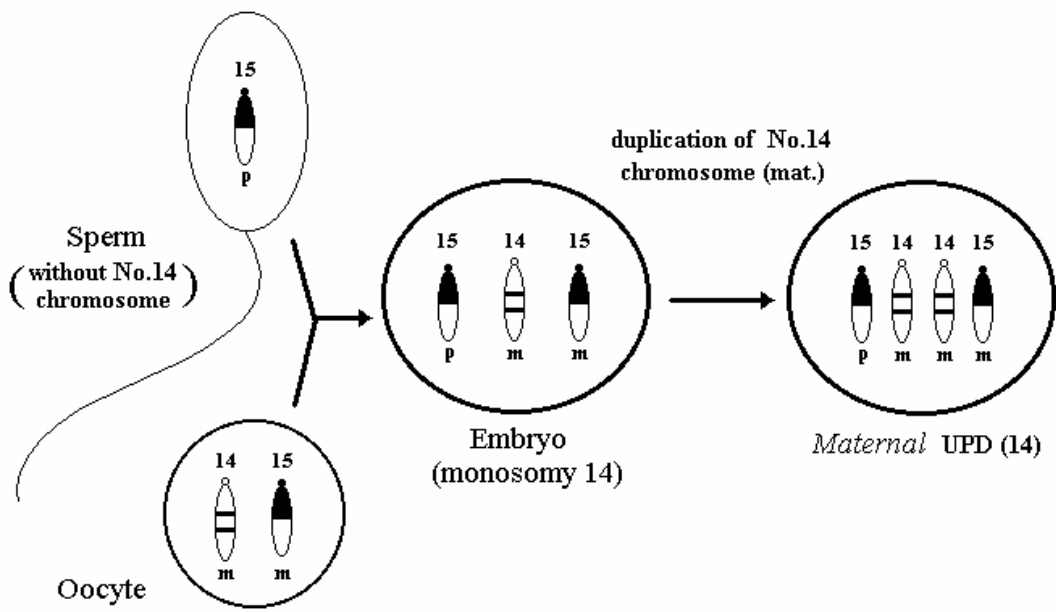 15
p
Sperm
(without No.14
chromosome)
14 15
m m
Oocyte
15 14 15
p m m
Embryo
(monosomy 14)
duplication of No.14
chromosome (mat.)
15 14 14 15
p m m m
Maternal UPD (14)